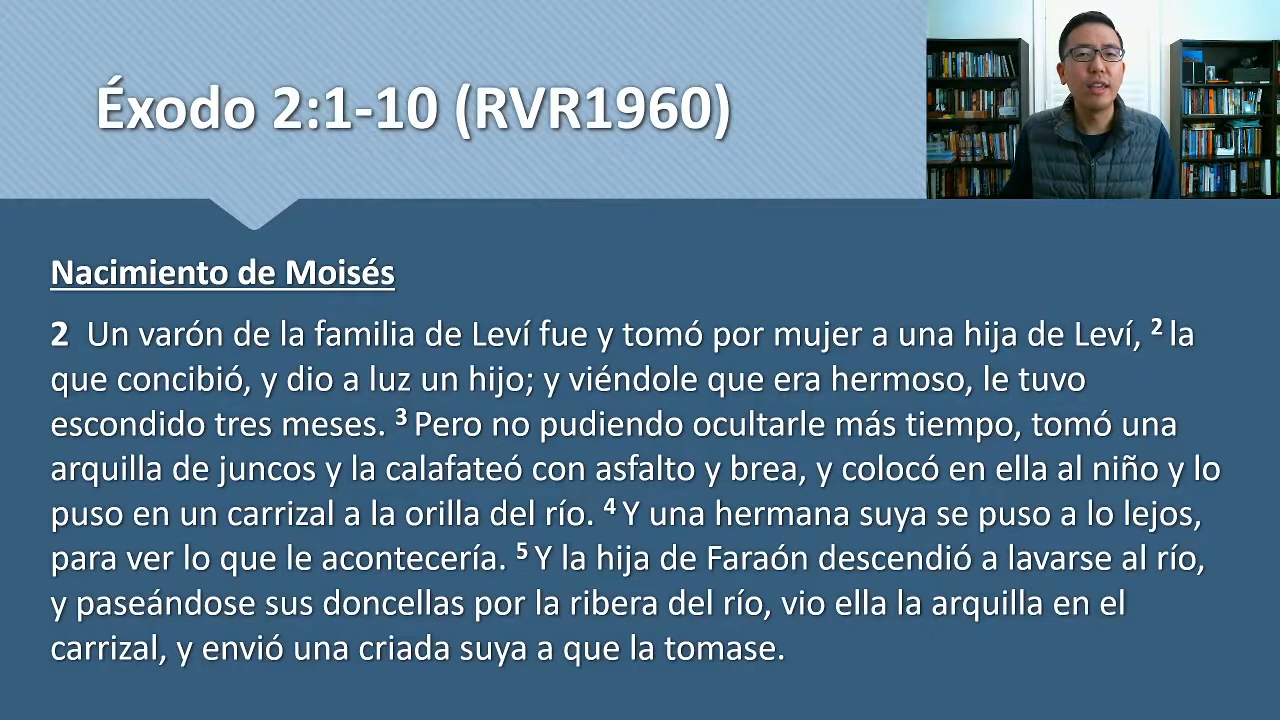 Éxodo 2:1-10 (RVR1960)
Nacimiento de Moisés
2 Un varón de la familia de Leví fue y tomó por mujer a una hija de Leví, 2 la
que concibió, y dio a luz un hijo; y viéndole que era hermoso, le tuvo
escondido tres meses. 3 Pero no pudiendo ocultarle más tiempo, tomó una
arquilla de juncos y la calafateó con asfalto y brea, y colocó en ella al niño y lo
puso en un carrizal a la orilla del río. 4 Y una hermana suya se puso a lo lejos,
para ver lo que le acontecería. 5 Y la hija de Faraón descendió a lavarse al río,
y paseándose sus doncellas por la ribera del río, vio ella la arquilla en el
carrizal, y envió una criada suya a que la tomase.